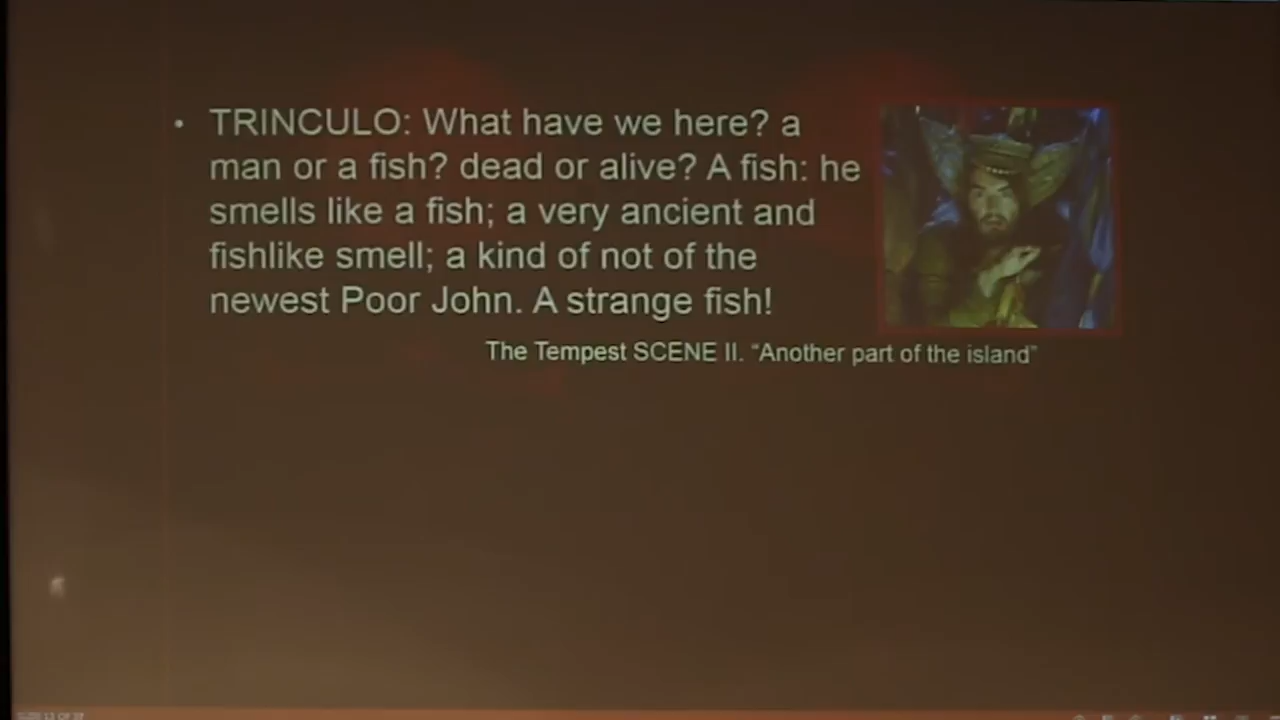 • TRINCULO: What have we here? a
man or a fish? dead or alive? A fish: he
smells like a fish; a very ancient and
fishlike smell; a kind of not of the
newest Poor John. A strange fish!
The Tempest SCENE II. “Another part of the island”